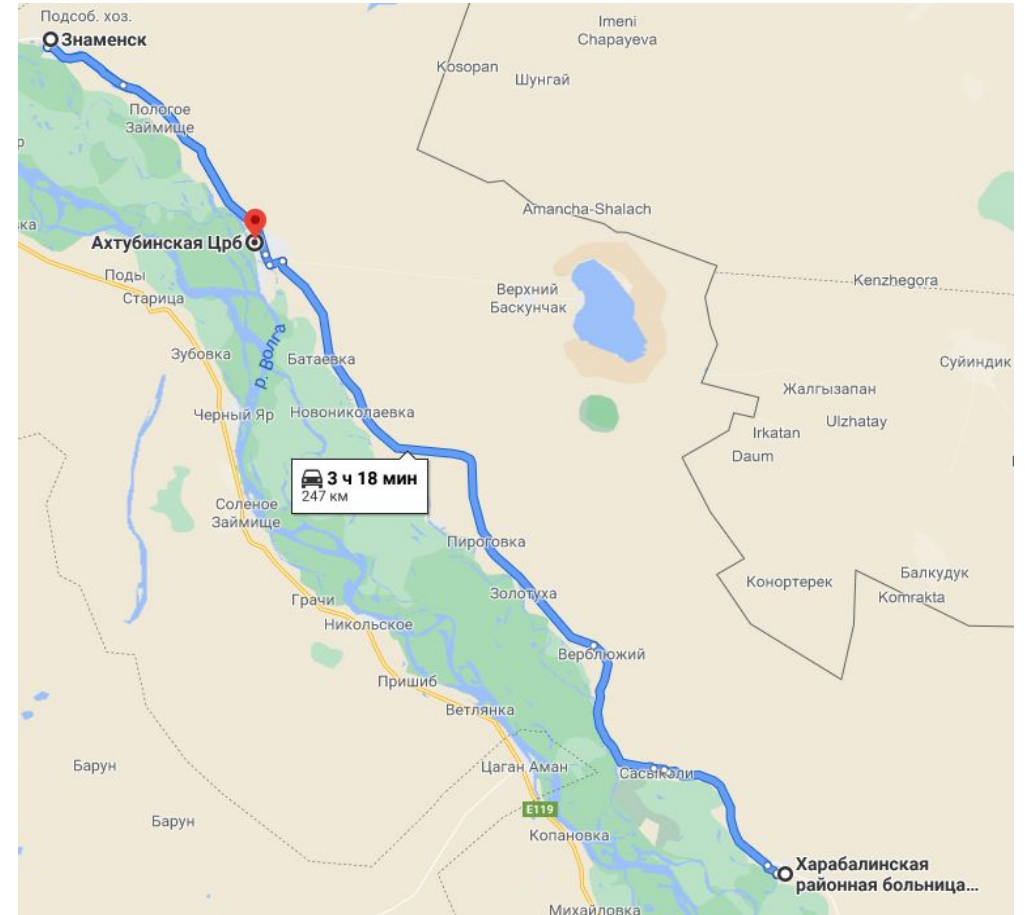 Подсоб. хоз.
Знаменск
Imeni
Chapayeva
Kosopan
Шунгай
Пологое
Займище
р
Amancha-Shalach
ка
Ахтубинская Црб
Поды
Старица
Верхний
Баскунчак
Kenzhegora
р. Волга
Зубовка
Батаевка
Суйиндик
Жалгызапан
Черный Яр
Новониколаевка
Ulzhatay
Irkatan
Daum
3 ч 18 мин
247 км
Соленое
Займище
Пироговка
Золотуха
Конортерек
Балкудук
Komrakta
Грачи
Никольское
Верблюжий
Пришиб
Ветлянка
Барун
Цаган Аман
Сасыколи
E119
Барун
Копановка
Харабалинская
районная больница...
Михайловка